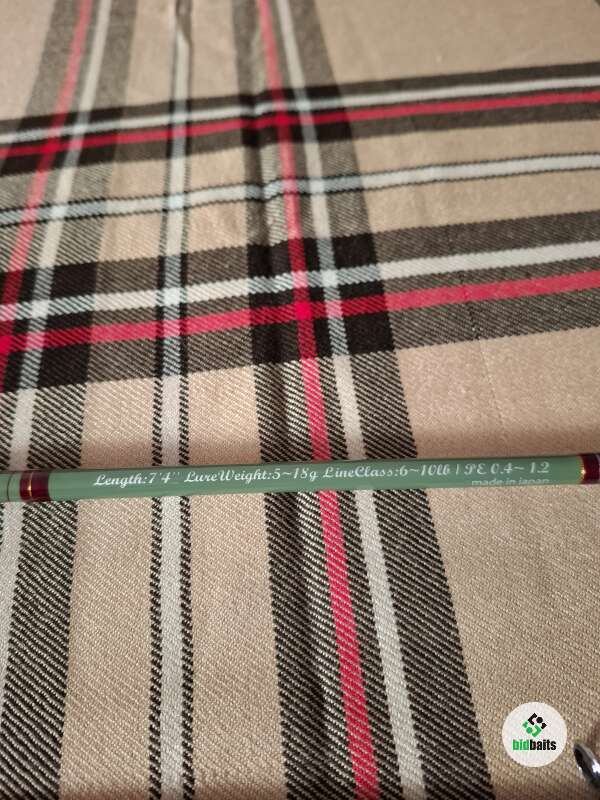 Length:7'4" LureWeight:5~18g LineClass:6~10lb | PE 0.4~1.2
made in japan
bidbaits